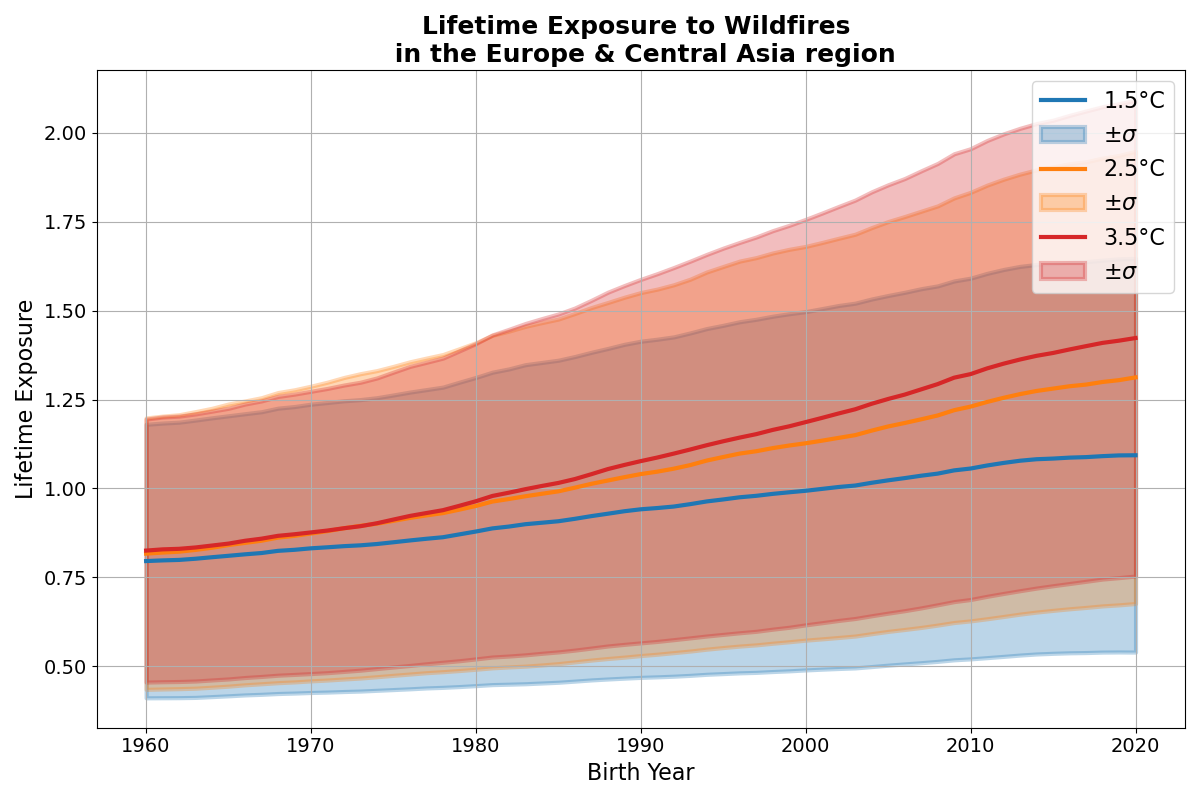 Lifetime Exposure to Wildfires
in the Europe & Central Asia region
Lifetime Exposure
2.00
1.75
1.50
1.25
1.00
0.75
0.50
1.5°C
±σ
2.5°C
±σ
3.5°C
±σ
1960 1970 1980 1990 2000 2010 2020
Birth Year